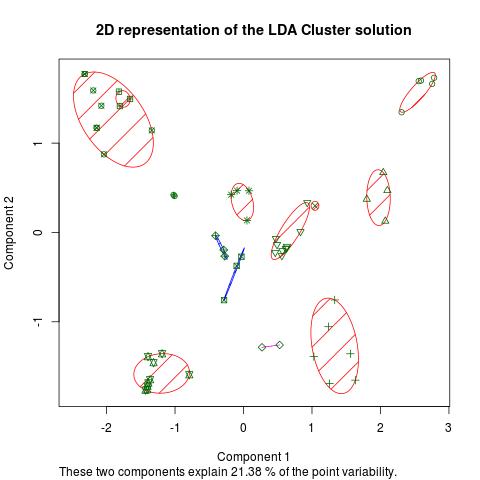 2D representation of the LDA Cluster solution
1
0
-1
Component 2
-2
-1
0
1
2
3
Component 1
These two components explain 21.38 % of the point variability.